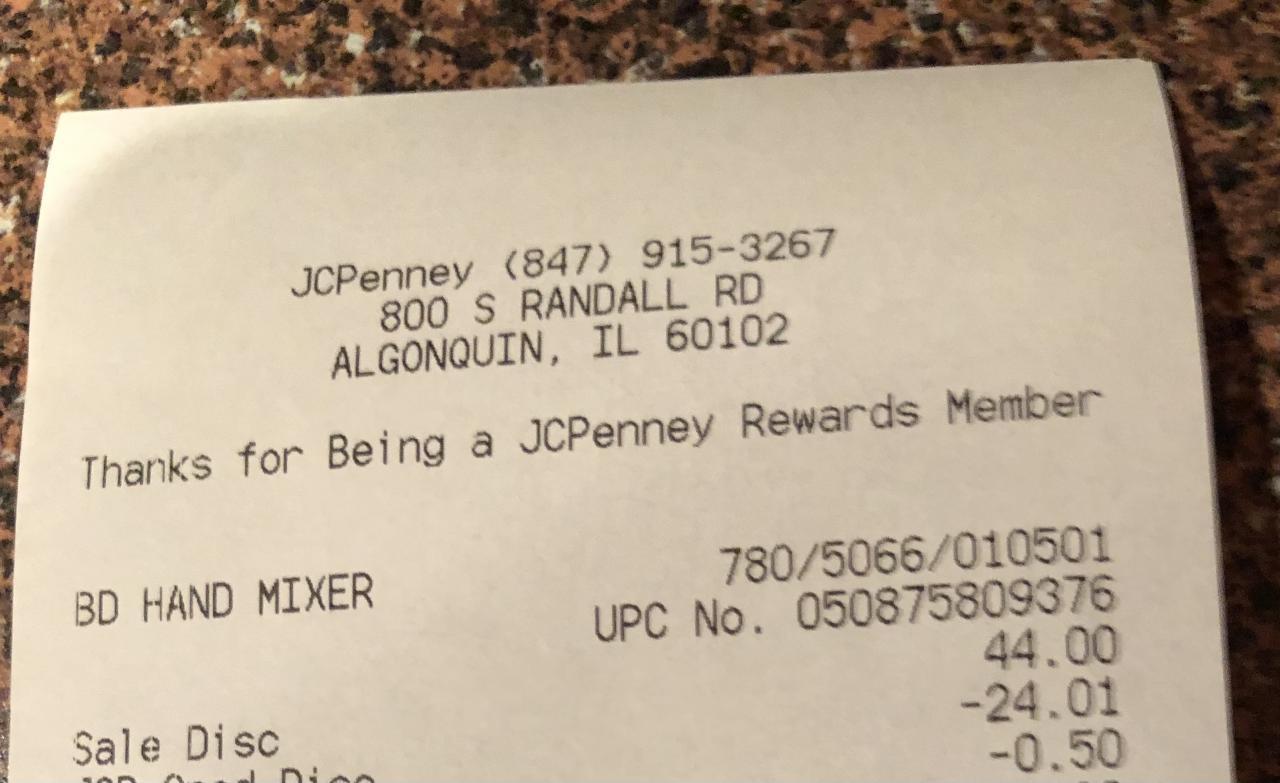 JCPenney (847) 915-3267
800 S RANDALL RD
ALGONQUIN, IL 60102
Thanks for Being a JCPenney Rewards Member
780/5066/010501
BD HAND MIXER UPC No. 050875809376
44.00
-24.01
Sale Disc -0.50